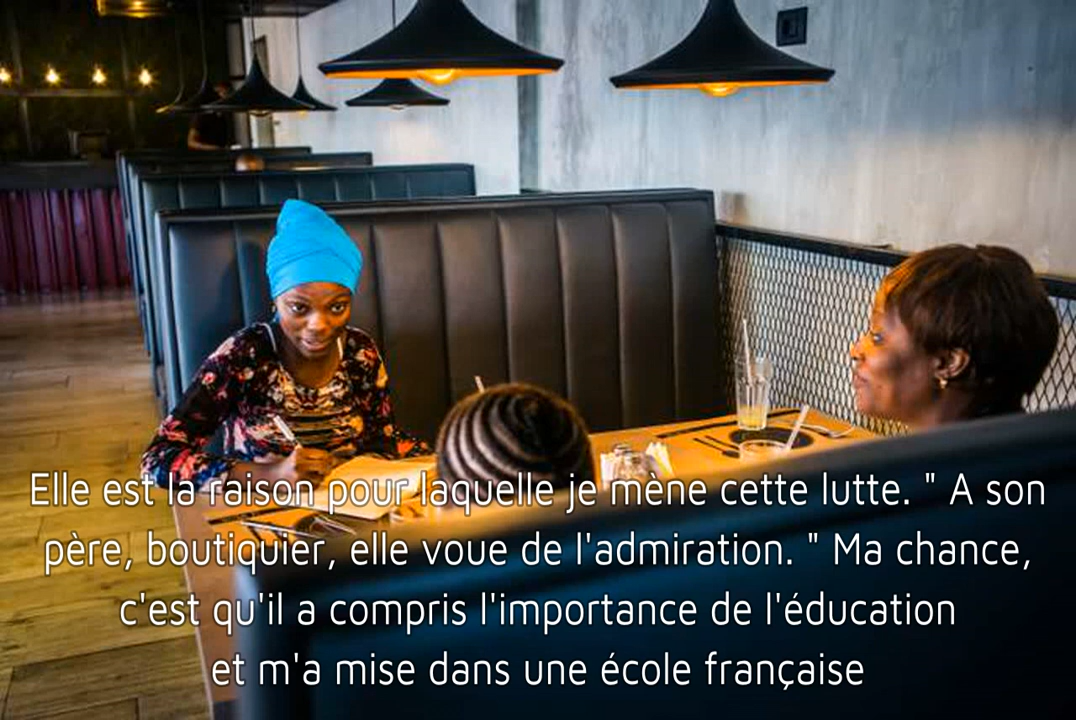 Elle est la raison pour laquelle je mène cette lutte. " A son
père, boutiquier, elle voue de l'admiration. " Ma chance,
c'est qu'il a compris l'importance de l'éducation
et m'a mise dans une école française